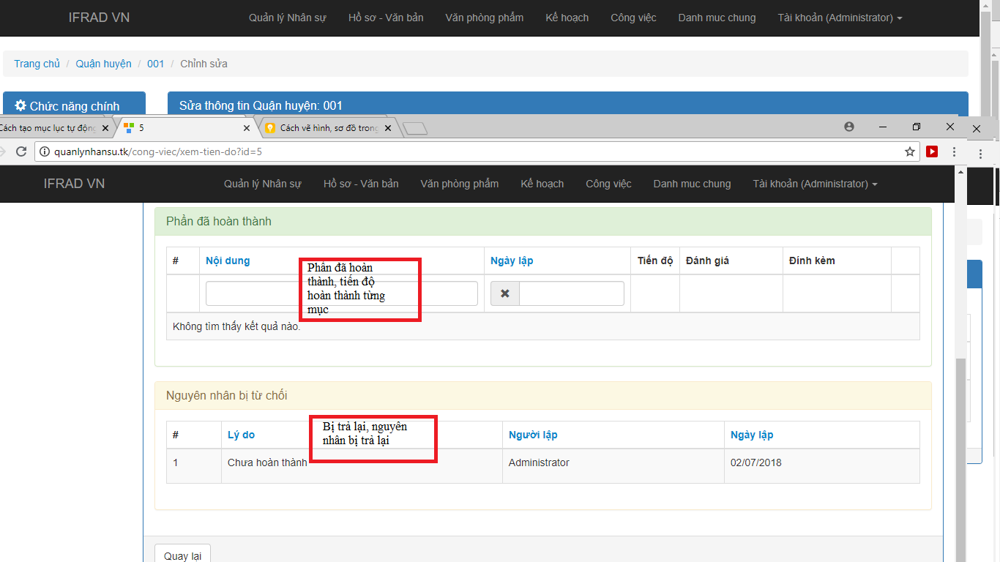 IFRAD VN Quản lý Nhân sự Hồ sơ - Văn bản Văn phòng phẩm Kế hoạch Công việc Danh muc chung Tài khoản (Administrator)
Trang chủ / Quận huyện / 001 / Chỉnh sửa
Chức năng chính
Sửa thông tin Quận huyện: 001
Cách tạo mục lục tự động 5 Cách vẽ hình, sơ đồ trong
quanlynhansu.tk/cong-viec/xem-tien-do?id=5
IFRAD VN Quản lý Nhân sự Hồ sơ - Văn bản Văn phòng phẩm Kế hoạch Công việc Danh muc chung Tài khoản (Administrator)
Phần đã hoàn thành
# Nội dung Ngày lập Tiến độ Đánh giá Đính kèm
Phân đã hoàn
thành, tiến độ
hoàn thành từng
mục
Không tìm thấy kết quả nào.
Nguyên nhân bị từ chối
# Lý do Người lập Ngày lập
Bị trả lại, nguyên
nhân bị trả lại
1 Chưa hoàn thành Administrator 02/07/2018
Quay lại